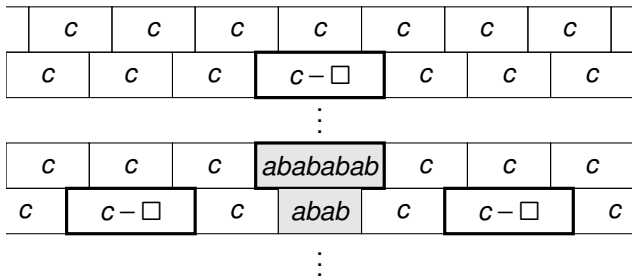 c c c c c c c
c c c c – □ c c c
⋮
c c c abababab c c c
c c – □ c abab c c – □ c
⋮